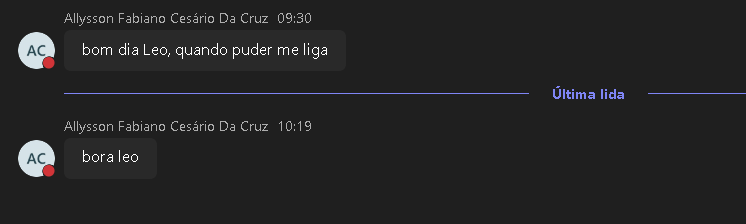 Allysson Fabiano Cesário Da Cruz 09:30
AC
bom dia Leo, quando puder me liga
Última lida
Allysson Fabiano Cesário Da Cruz 10:19
AC
bora leo